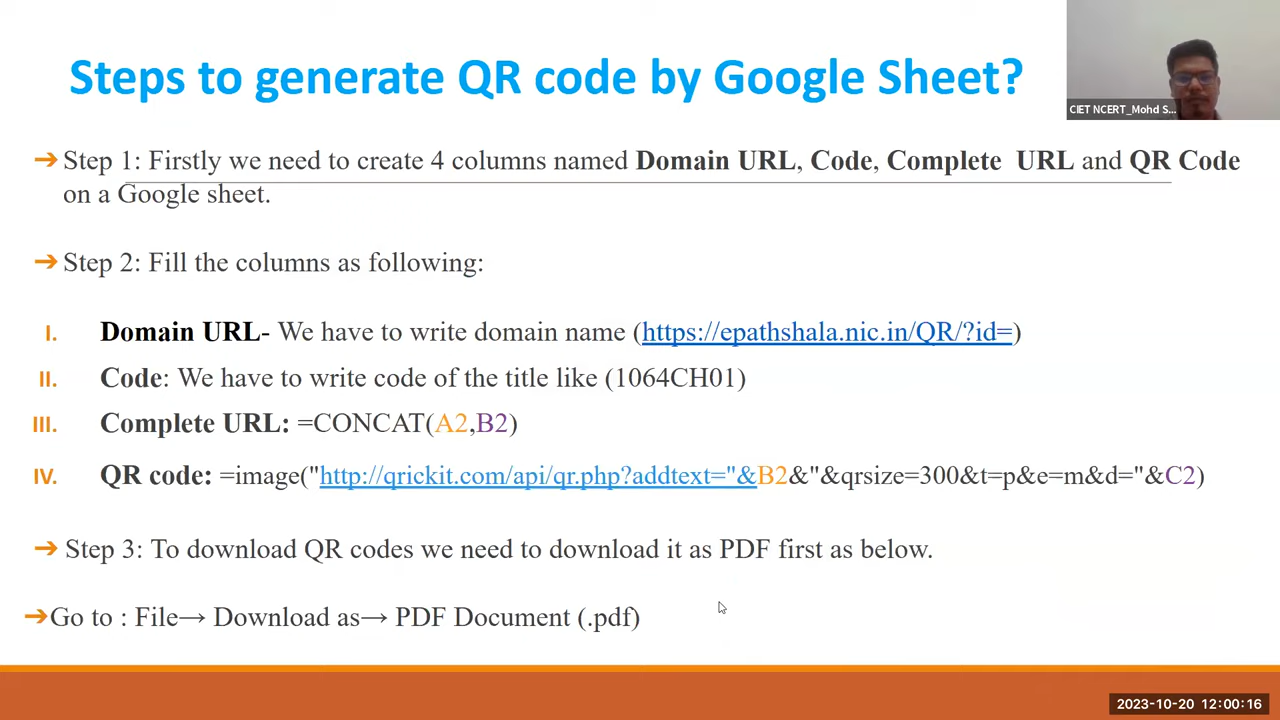 Steps to generate QR code by Google Sheet?
CIET NCERT_Mohd S...
➔ Step 1: Firstly we need to create 4 columns named Domain URL, Code, Complete URL and QR Code
on a Google sheet.
➔ Step 2: Fill the columns as following:
I. Domain URL- We have to write domain name (https://epathshala.nic.in/QR/?id=)
II. Code: We have to write code of the title like (1064CH01)
III. Complete URL: =CONCAT(A2,B2)
IV. QR code: =image("http://qrickit.com/api/qr.php?addtext="&B2&"&qrsize=300&t=p&e=m&d="&C2)
➔ Step 3: To download QR codes we need to download it as PDF first as below.
➔Go to : File→ Download as→ PDF Document (.pdf)
2023-10-20 12:00:16